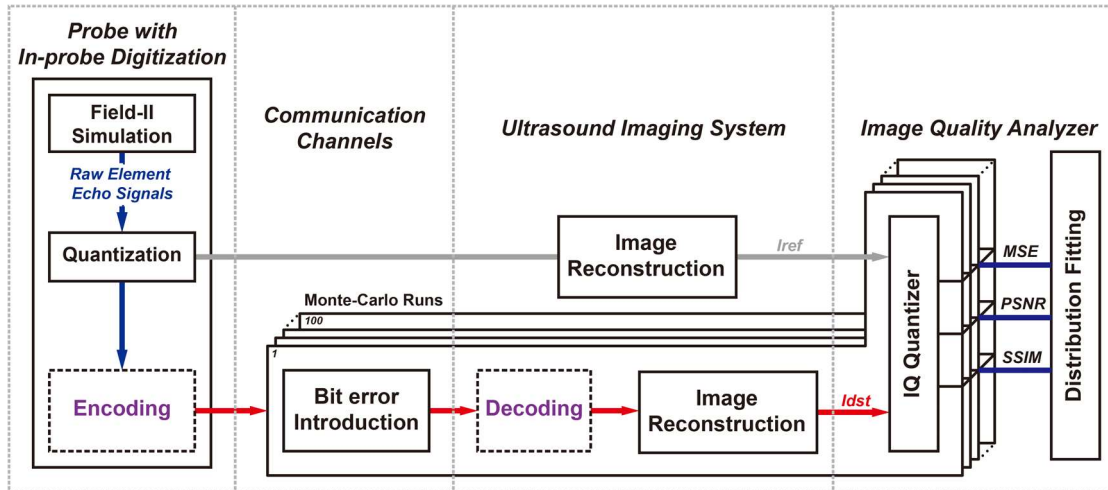 Probe with
In-probe Digitization
Field-II
Simulation
Raw Element
Echo Signals
Quantization
Encoding
Communication
Channels
Monte-Carlo Runs
100
1
Bit error
Introduction
Ultrasound Imaging System
Image
Reconstruction
Iref
Decoding
Image
Reconstruction
Idst
Image Quality Analyzer
IQ Quantizer
MSE
PSNR
SSIM
Distribution Fitting